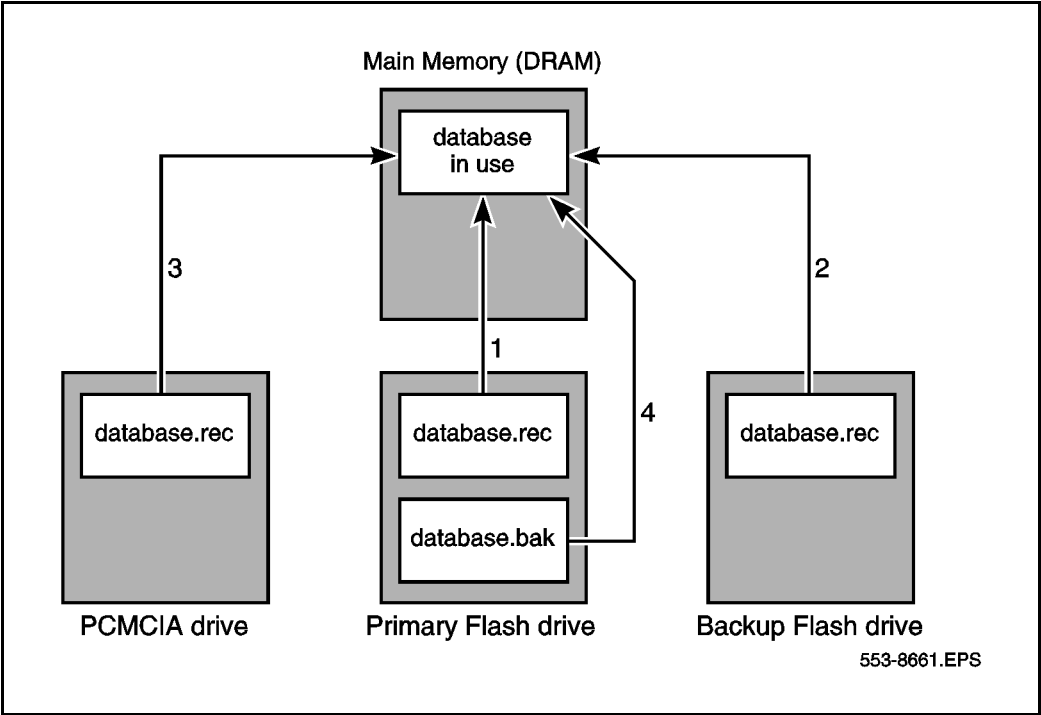 Main Memory (DRAM)
database
in use
3
2
1
4
database.rec
database.rec
database.rec
database.bak
PCMCIA drive
Primary Flash drive
Backup Flash drive
553-8661.EPS